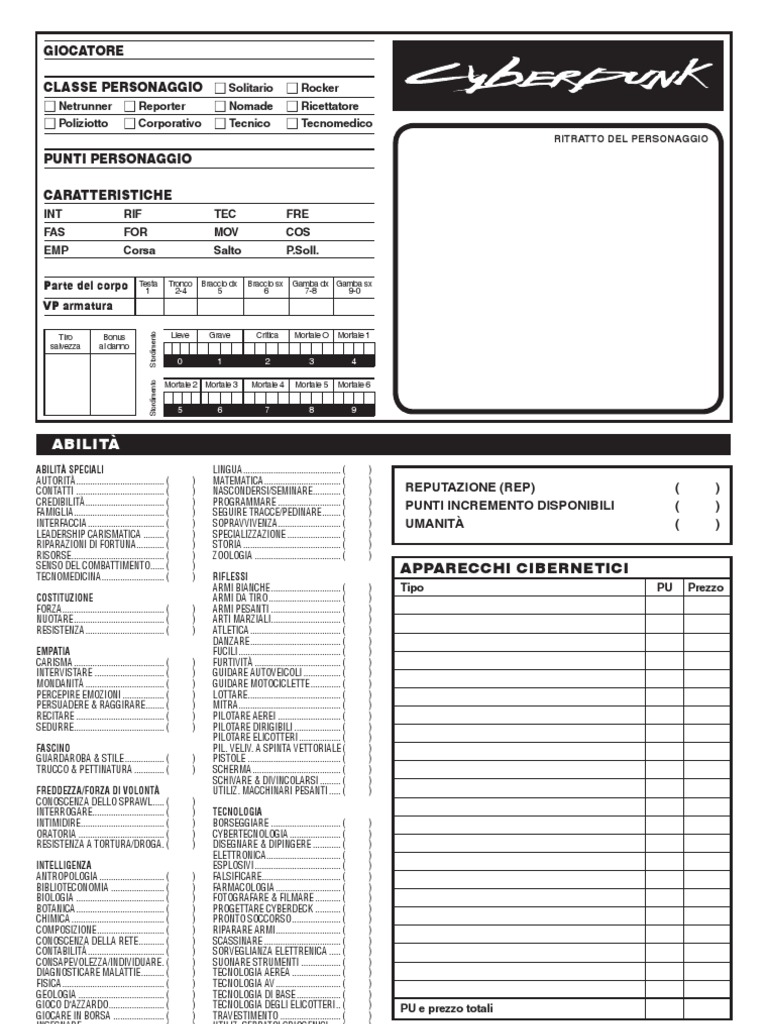 GIOCATORE
CLASSE PERSONAGGIO Solitario Rocker
Netrunner Reporter Nomade Ricettatore
Poliziotto Corporativo Tecnico Tecnomedico
PUNTI PERSONAGGIO
CARATTERISTICHE
INT RIF TEC FRE
FAS FOR MOV COS
EMP Corsa Salto P.Soll.
Parte del corpo Testa 1 Tronco 2-4 Braccio dx 5 Braccio sx 6 Gamba dx 7-8 Gamba sx 9-0
VP armatura
Tiro salvezza Bonus al danno
Stordimento Lieve Grave Critica Mortale O Mortale 1
0 1 2 3 4
Stordimento Mortale 2 Mortale 3 Mortale 4 Mortale 5 Mortale 6
5 6 7 8 9
CYBERPUNK
RITRATTO DEL PERSONAGGIO
ABILITÀ
ABILITÀ SPECIALI
AUTORITÀ ( )
CONTATTI ( )
CREDIBILITÀ ( )
FAMIGLIA ( )
INTERFACCIA ( )
LEADERSHIP CARISMATICA ( )
RIPARAZIONI DI FORTUNA ( )
RISORSE ( )
SENSO DEL COMBATTIMENTO ( )
TECNOMEDICINA ( )
COSTITUZIONE
FORZA ( )
NUOTARE ( )
RESISTENZA ( )
EMPATIA
CARISMA ( )
INTERVISTARE ( )
MONDANITÀ ( )
PERCEPIRE EMOZIONI ( )
PERSUADERE & RAGGIRARE ( )
RECITARE ( )
SEDURRE ( )
FASCINO
GUARDAROBA & STILE ( )
TRUCCO & PETTINATURA ( )
FREDDEZZA/FORZA DI VOLONTÀ
CONOSCENZA DELLO SPRAWL ( )
INTERROGARE ( )
INTIMIDIRE ( )
ORATORIA ( )
RESISTENZA A TORTURA/DROGA ( )
INTELLIGENZA
ANTROPOLOGIA ( )
BIBLIOTECONOMIA ( )
BIOLOGIA ( )
BOTANICA ( )
CHIMICA ( )
COMPOSIZIONE ( )
CONOSCENZA DELLA RETE ( )
CONTABILITÀ ( )
CONSAPEVOLEZZA/INDIVIDUARE ( )
DIAGNOSTICARE MALATTIE ( )
FISICA ( )
GEOLOGIA ( )
GIOCO D'AZZARDO ( )
GIOCARE IN BORSA ( )
INSEGNARE
LINGUA ( )
MATEMATICA ( )
NASCONDERSI/SEMINARE ( )
PROGRAMMARE ( )
SEGUIRE TRACCE/PEDINARE ( )
SOPRAVVIVENZA ( )
SPECIALIZZAZIONE ( )
STORIA ( )
ZOOLOGIA ( )
RIFLESSI
ARMI BIANCHE ( )
ARMI DA TIRO ( )
ARMI PESANTI ( )
ARTI MARZIALI ( )
ATLETICA ( )
DANZARE ( )
FUCILI ( )
FURTIVITÀ ( )
GUIDARE AUTOVEICOLI ( )
GUIDARE MOTOCICLETTE ( )
LOTTARE ( )
MITRA ( )
PILOTARE AEREI ( )
PILOTARE DIRIGIBILI ( )
PILOTARE ELICOTTERI ( )
PIL. VELIV. A SPINTA VETTORIALE ( )
PISTOLE ( )
SCHERMA ( )
SCHIVARE & DIVINCOLARSI ( )
UTILIZ. MACCHINARI PESANTI ( )
TECNOLOGIA
BORSEGGIARE ( )
CYBERTECNOLOGIA ( )
DISEGNARE & DIPINGERE ( )
ELETTRONICA ( )
ESPLOSIVI ( )
FALSIFICARE ( )
FARMACOLOGIA ( )
FOTOGRAFARE & FILMARE ( )
PROGETTARE CYBERDECK ( )
PRONTO SOCCORSO ( )
RIPARARE ARMI ( )
SCASSINARE ( )
SORVEGLIANZA ELETTRENICA ( )
SUONARE STRUMENTI ( )
TECNOLOGIA AEREA ( )
TECNOLOGIA AV ( )
TECNOLOGIA DI BASE ( )
TECNOLOGIA DEGLI ELICOTTERI ( )
TRAVESTIMENTO ( )
REPUTAZIONE (REP) ( )
PUNTI INCREMENTO DISPONIBILI ( )
UMANITÀ ( )
APPARECCHI CIBERNETICI
Tipo PU Prezzo
PU e prezzo totali